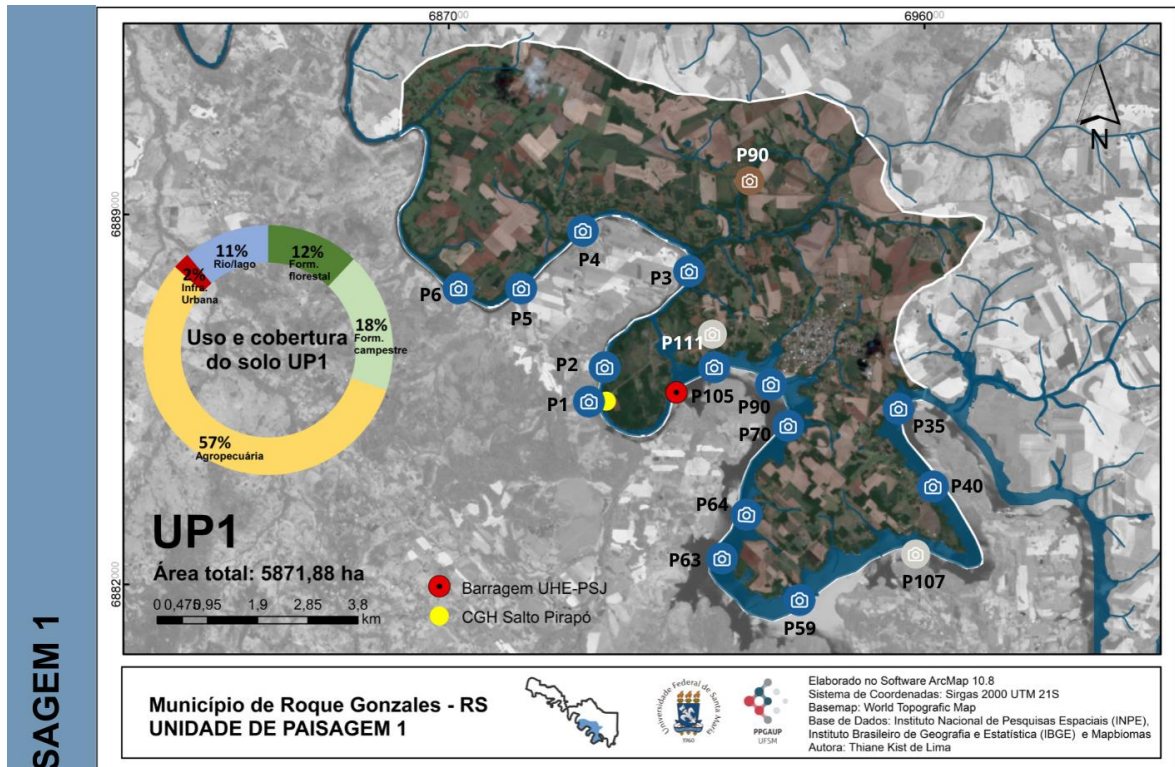 SAGEM 1
6870000
6960000
6889000
6882000
N
P90
P4
P3
P6
P5
P111
P2
P1
P105
P90
P70
P35
P40
P64
P63
P107
P59
11%
Rio/lago
12%
Form.
florestal
2%
Infra.
Urbana
18%
Form.
campestre
57%
Agropecuária
Uso e cobertura
do solo UP1
UP1
Área total: 5871,88 ha
0 0,475 0,95 1,9 2,85 3,8
km
Barragem UHE-PSJ
CGH Salto Pirapó
Município de Roque Gonzales - RS
UNIDADE DE PAISAGEM 1
Universidade Federal de Santa Maria
1960
PPGAUP
UFSM
Elaborado no Software ArcMap 10.8
Sistema de Coordenadas: Sirgas 2000 UTM 21S
Basemap: World Topografic Map
Base de Dados: Instituto Nacional de Pesquisas Espaciais (INPE),
Instituto Brasileiro de Geografia e Estatística (IBGE) e Mapbiomas
Autora: Thiane Kist de Lima